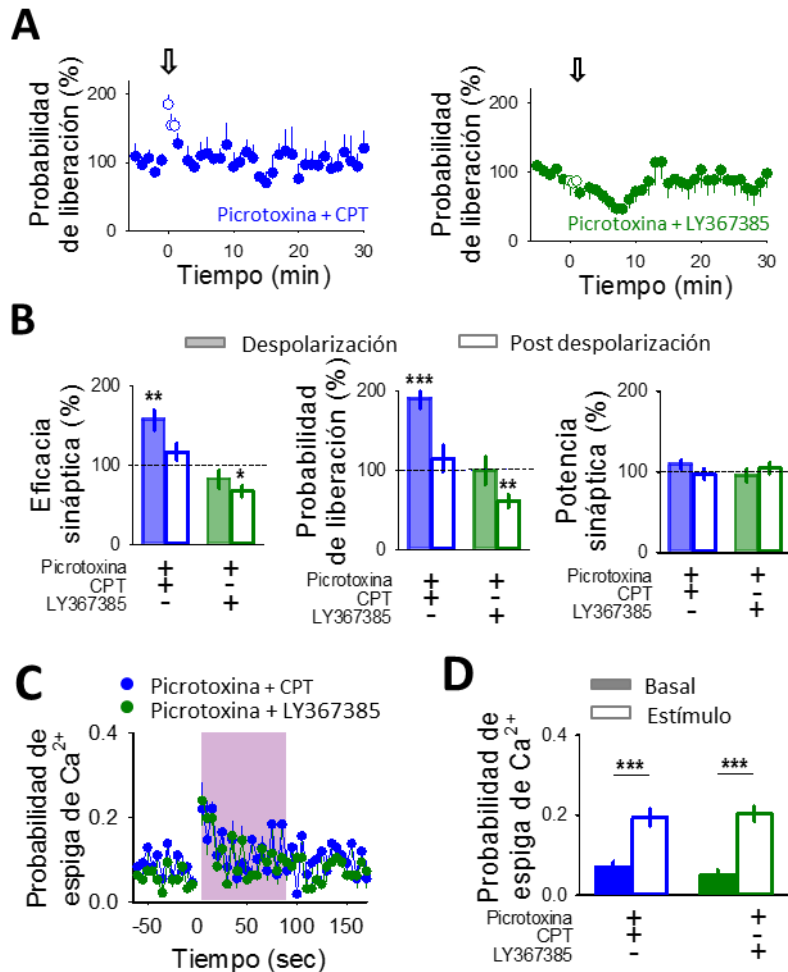 A
Probabilidad
de liberación (%)
200
100
0
0
10
20
30
Picrotoxina + CPT
Tiempo (min)
Probabilidad
de liberación (%)
200
100
0
0
10
20
30
Picrotoxina + LY367385
Tiempo (min)
B
Despolarización
Post despolarización
Eficacia
sináptica (%)
200
100
0
**
*
Picrotoxina + +
CPT + -
LY367385 - +
Probabilidad
de liberación (%)
200
100
0
***
**
Picrotoxina + +
CPT + -
LY367385 - +
Potencia
sináptica (%)
200
100
0
Picrotoxina + +
CPT + -
LY367385 - +
C
Picrotoxina + CPT
Picrotoxina + LY367385
Probabilidad de
espiga de Ca2+
0.4
0.2
0.0
-50
0
50
100
150
Tiempo (sec)
D
Basal
Estímulo
Probabilidad de
espiga de Ca2+
0.4
0.2
0.0
***
***
Picrotoxina + +
CPT + -
LY367385 - +